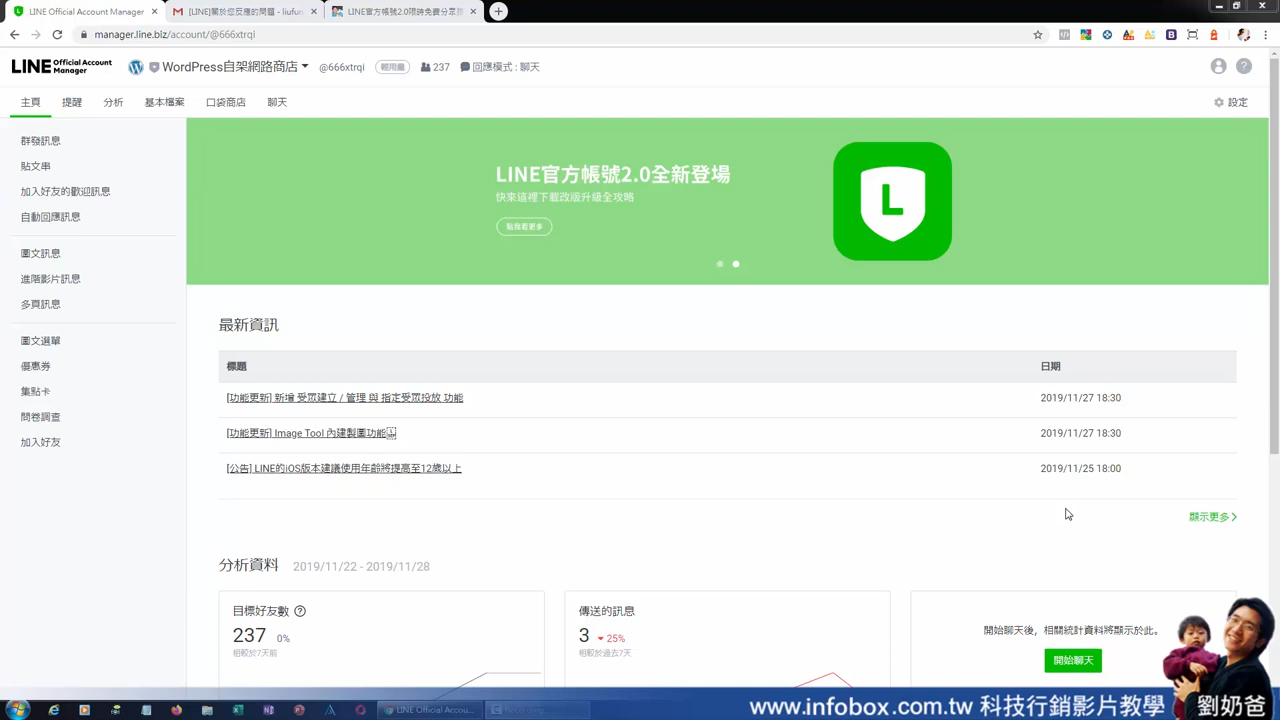 LINE Official Account Manager
[LINE]關於您反應的問題 - liufun
LINE官方帳號2.0限時免費分眾
manager.line.biz/account/@666xtrqi
LINE Official Account Manager
WordPress自架網路商店
@666xtrqi
輕用量
237
回應模式 : 聊天
主頁
提醒
分析
基本檔案
口袋商店
聊天
設定
群發訊息
貼文串
加入好友的歡迎訊息
自動回應訊息
圖文訊息
進階影片訊息
多頁訊息
圖文選單
優惠券
集點卡
問卷調查
加入好友
LINE官方帳號2.0全新登場
快來這裡下載改版升級全攻略
點我看更多
L
最新資訊
標題 日期
[功能更新] 新增 受眾建立 / 管理 與 指定受眾投放 功能 2019/11/27 18:30
[功能更新] Image Tool 內建製圖功能 2019/11/27 18:30
[公告] LINE的iOS版本建議使用年齡將提高至12歲以上 2019/11/25 18:00
顯示更多
分析資料 2019/11/22 - 2019/11/28
目標好友數
237 0%
相較於7天前
傳送的訊息
3 25%
相較於過去7天
開始聊天後，相關統計資料將顯示於此。
開始聊天
LINE Official Accou...
www.infobox.com.tw 科技行銷影片教學
劉奶爸